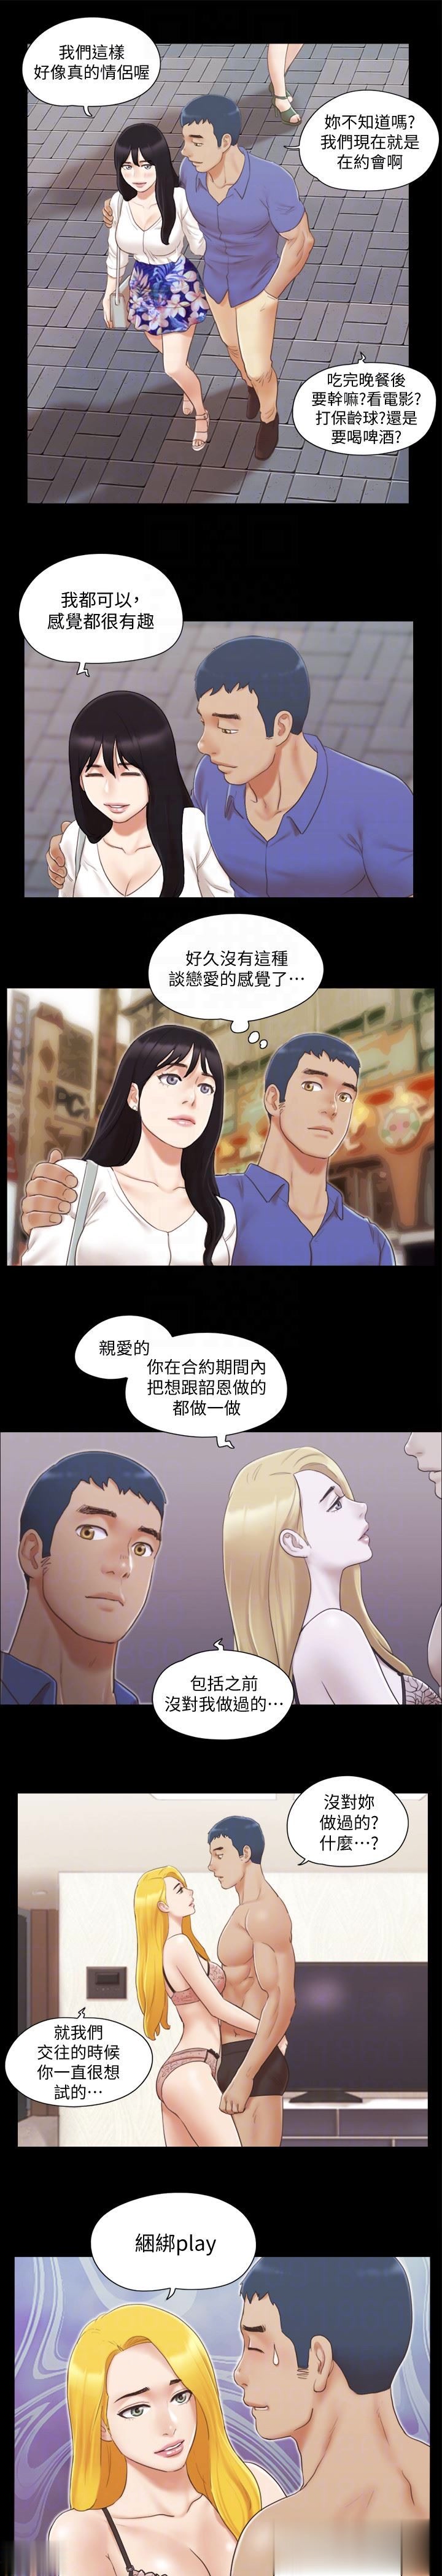 我們這樣
好像真的情侶喔
妳不知道嗎?
我們現在就是
在約會啊
吃完晚餐後
要幹嘛?看電影?
打保齡球?還是
要喝啤酒?
我都可以,
感覺都很有趣
好久沒有這種
談戀愛的感覺了…
親愛的
你在合約期間內
把想跟韶恩做的
都做一做
包括之前
沒對我做過的…
沒對妳
做過的?
什麼…?
就我們
交往的時候
你一直很想
試的…
綑綁play